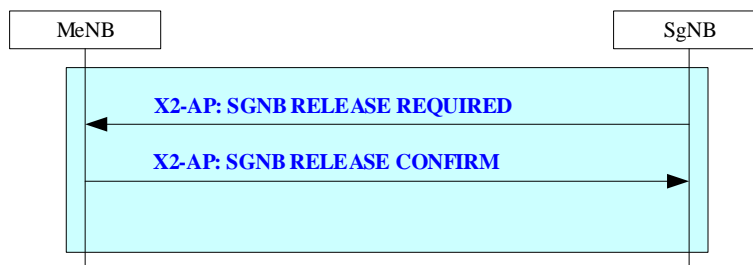 MeNB
SgNB
X2-AP: SGNB RELEASE REQUIRED
X2-AP: SGNB RELEASE CONFIRM